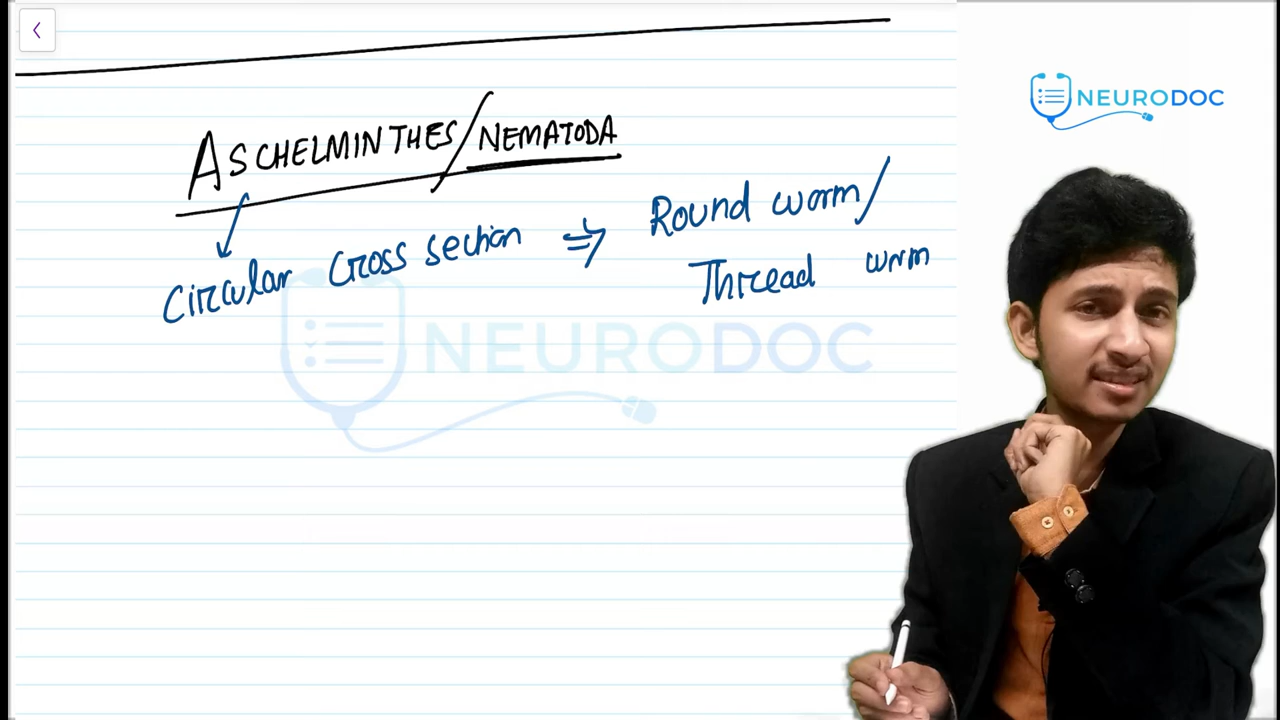 NEURODOC
ASCHELMINTHES/NEMATODA
Circular Cross section ⇒ Round worm/
Thread worm
NEURODOC